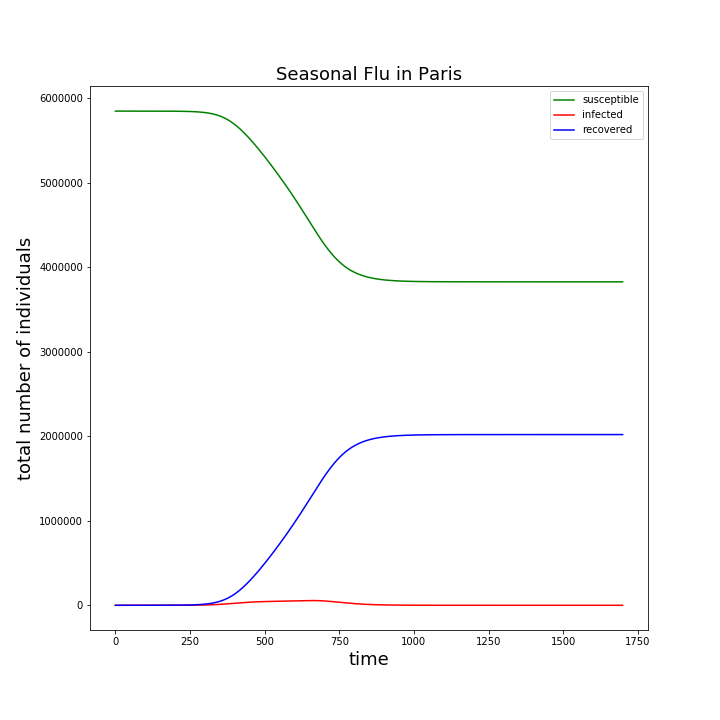 Seasonal Flu in Paris
susceptible
infected
recovered
total number of individuals
6000000
5000000
4000000
3000000
2000000
1000000
0
0
250
500
750
1000
1250
1500
1750
time